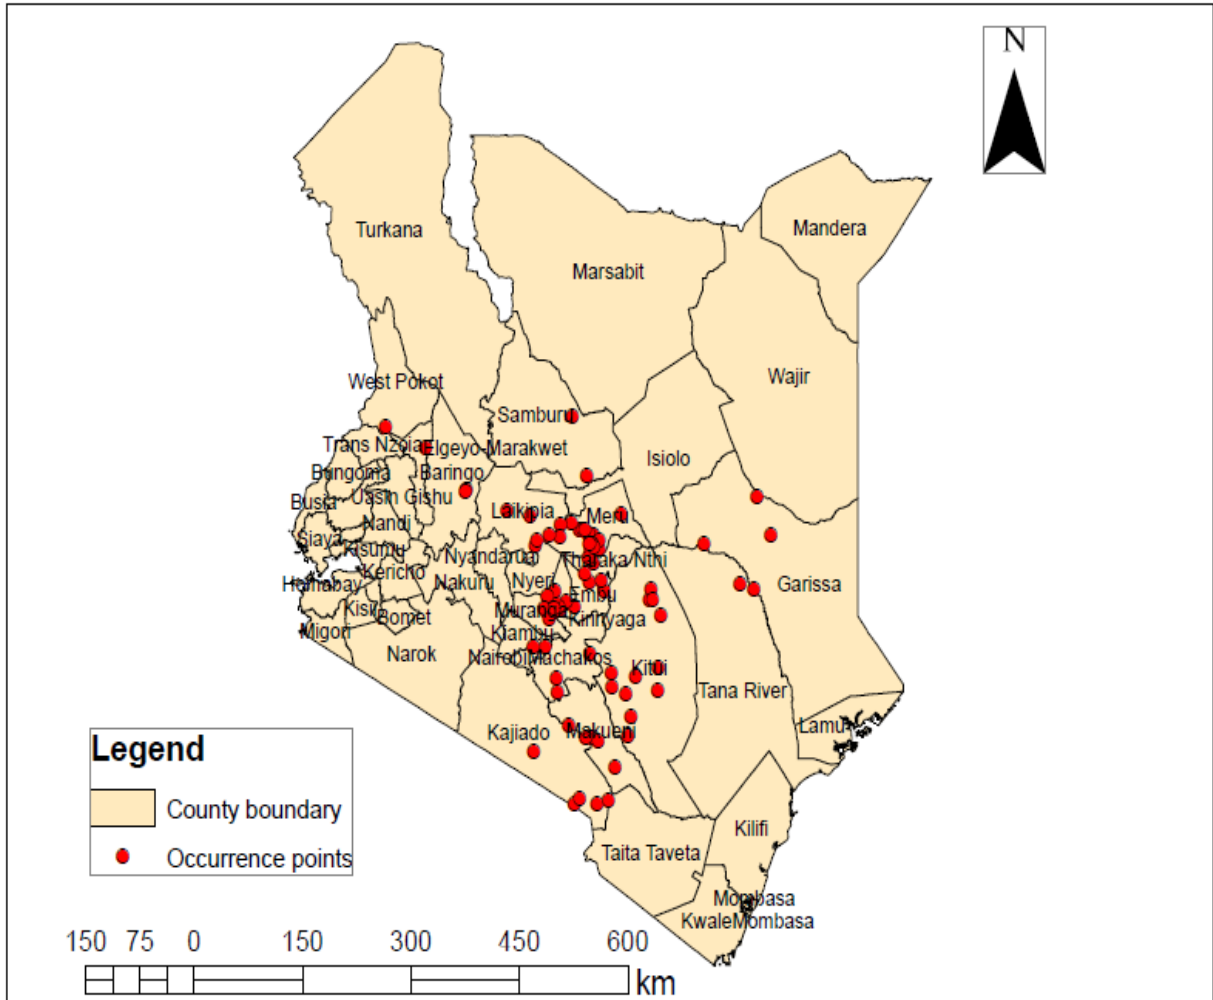 N
Turkana
Mandera
Marsabit
Wajir
West Pokot
Samburu
Trans Nzoia
Elgeyo-Marakwet
Isiolo
Bungoma
Baringo
Uasin Gishu
Busia
Laikipia
Meru
Nandi
Siaya
Kisumu
Nyandarua
Tharaka Nthi
Kericho
Homabay
Nakuru
Nyeri
Embu
Garissa
Kisii
Bomet
Muranga
Kirinyaga
Migori
Kiambu
Narok
Nairobi
Machakos
Kitui
Tana River
Lamu
Kajiado
Makueni
Legend
County boundary
Occurrence points
Kilifi
Taita Taveta
Mombasa
KwaleMombasa
150 75 0 150 300 450 600
km